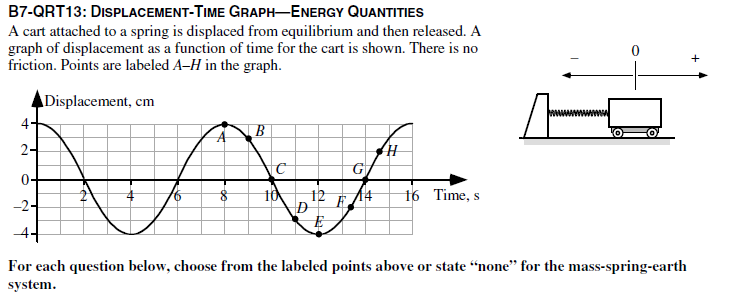 B7-QRT13: DISPLACEMENT-TIME GRAPH—ENERGY QUANTITIES
A cart attached to a spring is displaced from equilibrium and then released. A
graph of displacement as a function of time for the cart is shown. There is no
friction. Points are labeled A–H in the graph.
− 0 +
Displacement, cm
4
2
0
-2
-4
A B C D E F G H
2 4 6 8 10 12 14 16 Time, s
For each question below, choose from the labeled points above or state “none” for the mass-spring-earth
system.